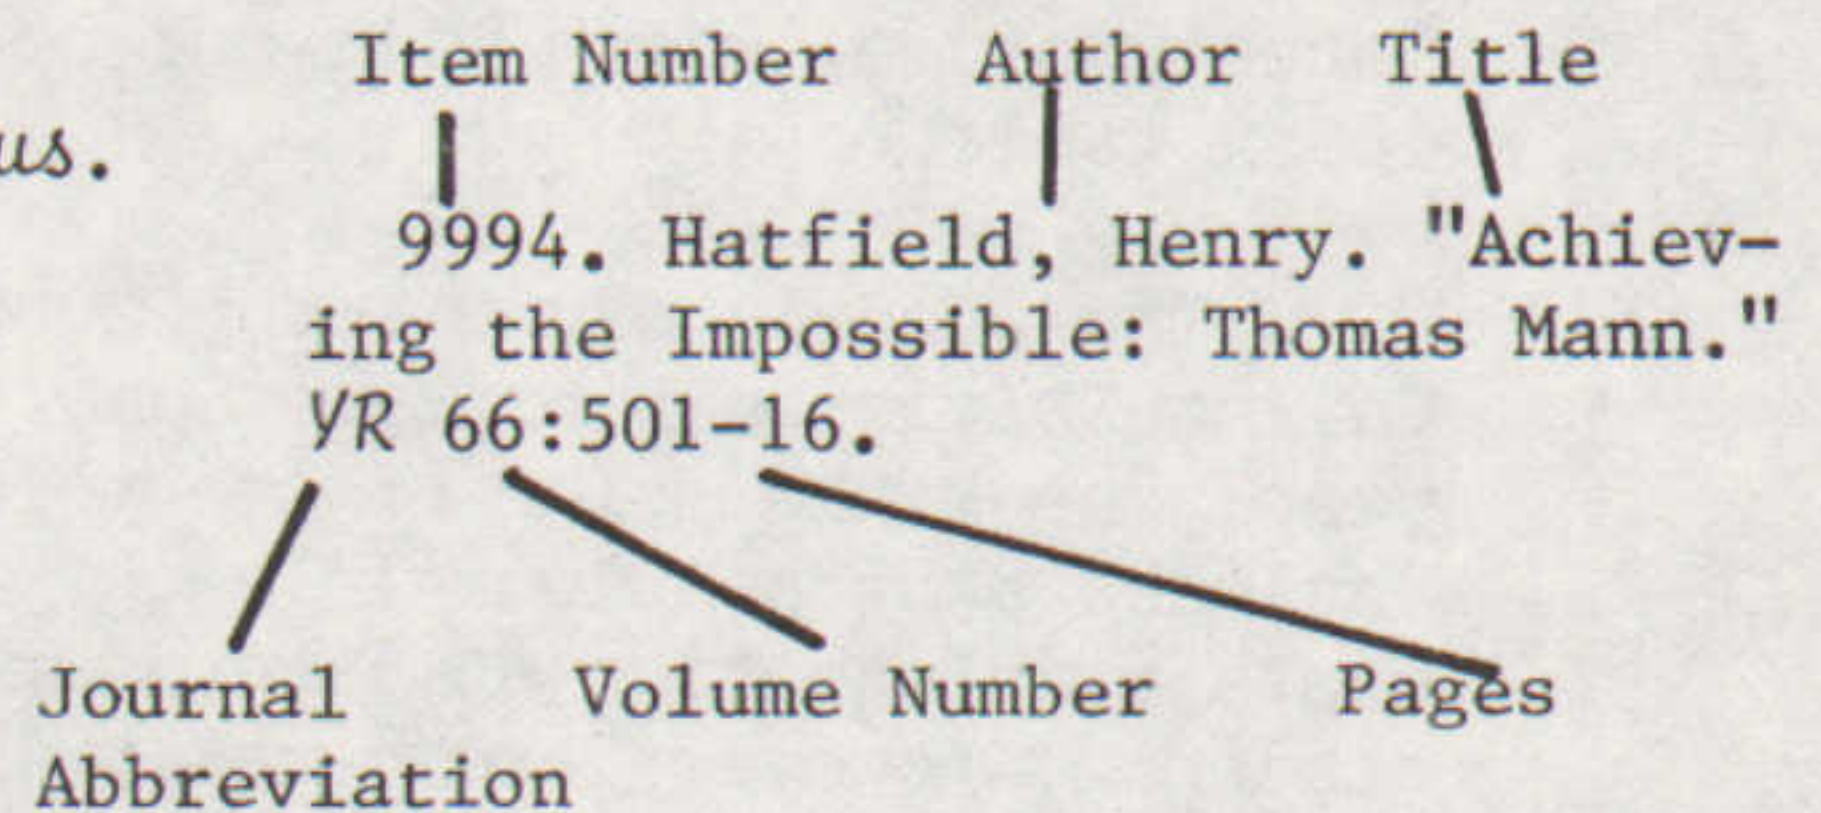 Item Number Author Title
us.
9994. Hatfield, Henry. "Achiev-
ing the Impossible: Thomas Mann."
YR 66:501-16.
Journal Volume Number Pages
Abbreviation